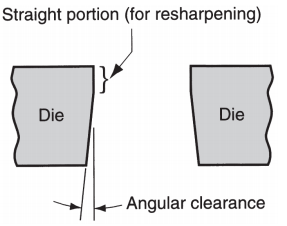 Straight portion (for resharpening)
Die
Die
Angular clearance